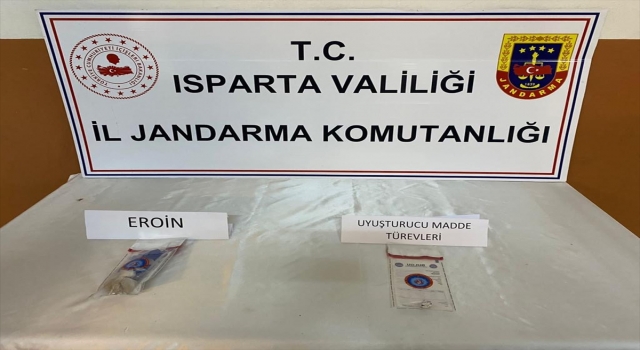 T.C.
ISPARTA VALİLİĞİ
İL JANDARMA KOMUTANLIĞI
JANDARMA
EROİN
UYUŞTURUCU MADDE
TÜREVLERİ